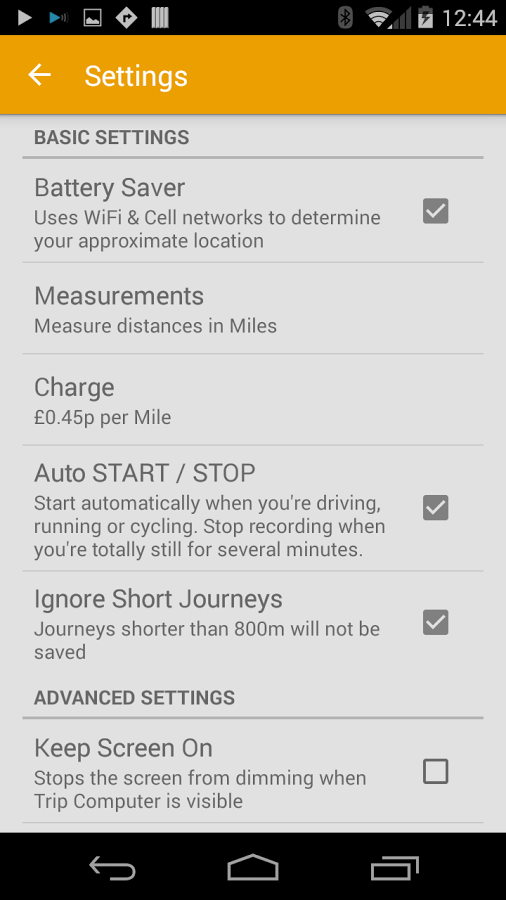 12:44
Settings
BASIC SETTINGS
Battery Saver
Uses WiFi & Cell networks to determine
your approximate location
Measurements
Measure distances in Miles
Charge
£0.45p per Mile
Auto START / STOP
Start automatically when you're driving,
running or cycling. Stop recording when
you're totally still for several minutes.
Ignore Short Journeys
Journeys shorter than 800m will not be
saved
ADVANCED SETTINGS
Keep Screen On
Stops the screen from dimming when
Trip Computer is visible